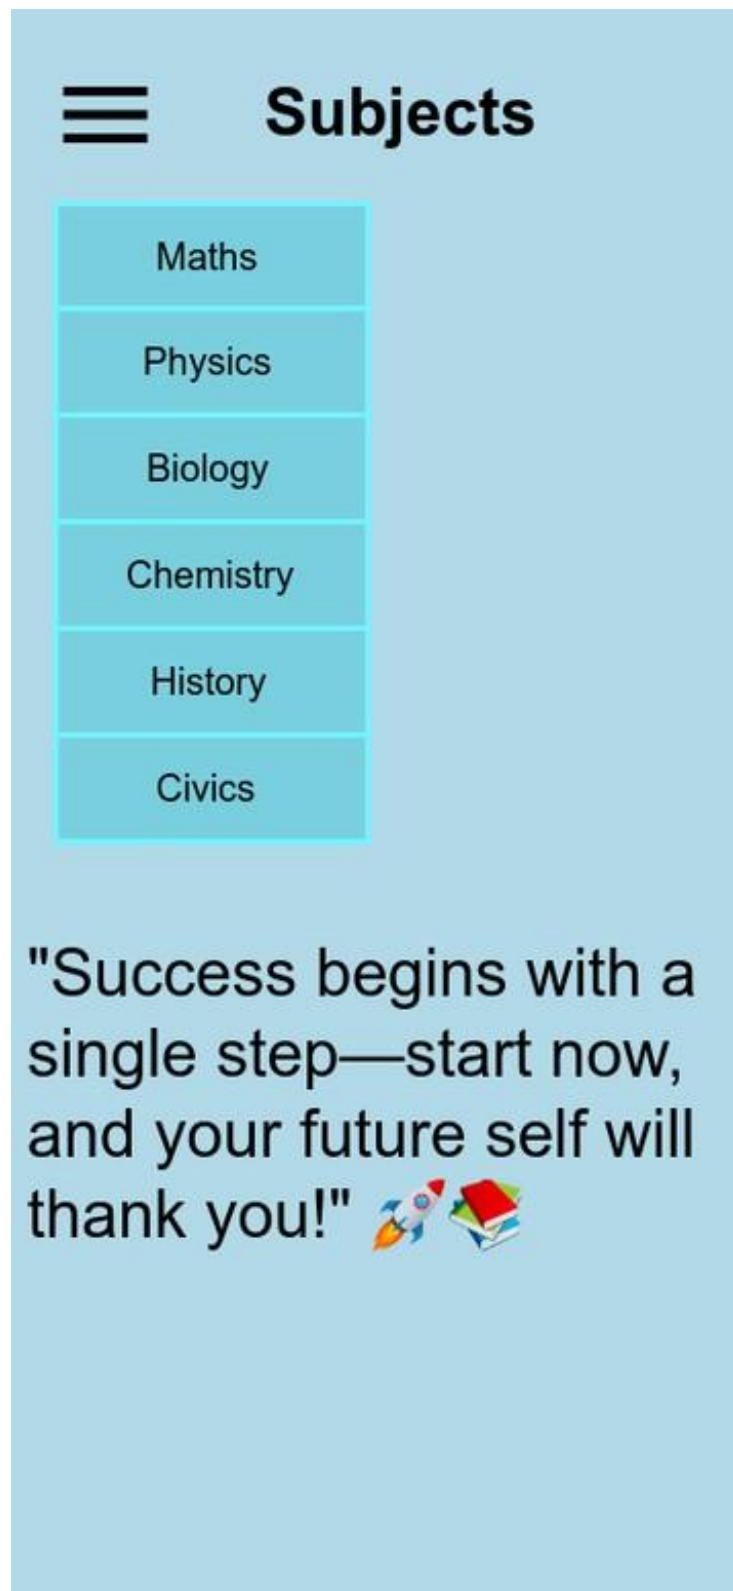 Subjects
Maths
Physics
Biology
Chemistry
History
Civics
"Success begins with a
single step—start now,
and your future self will
thank you!" 🚀📚